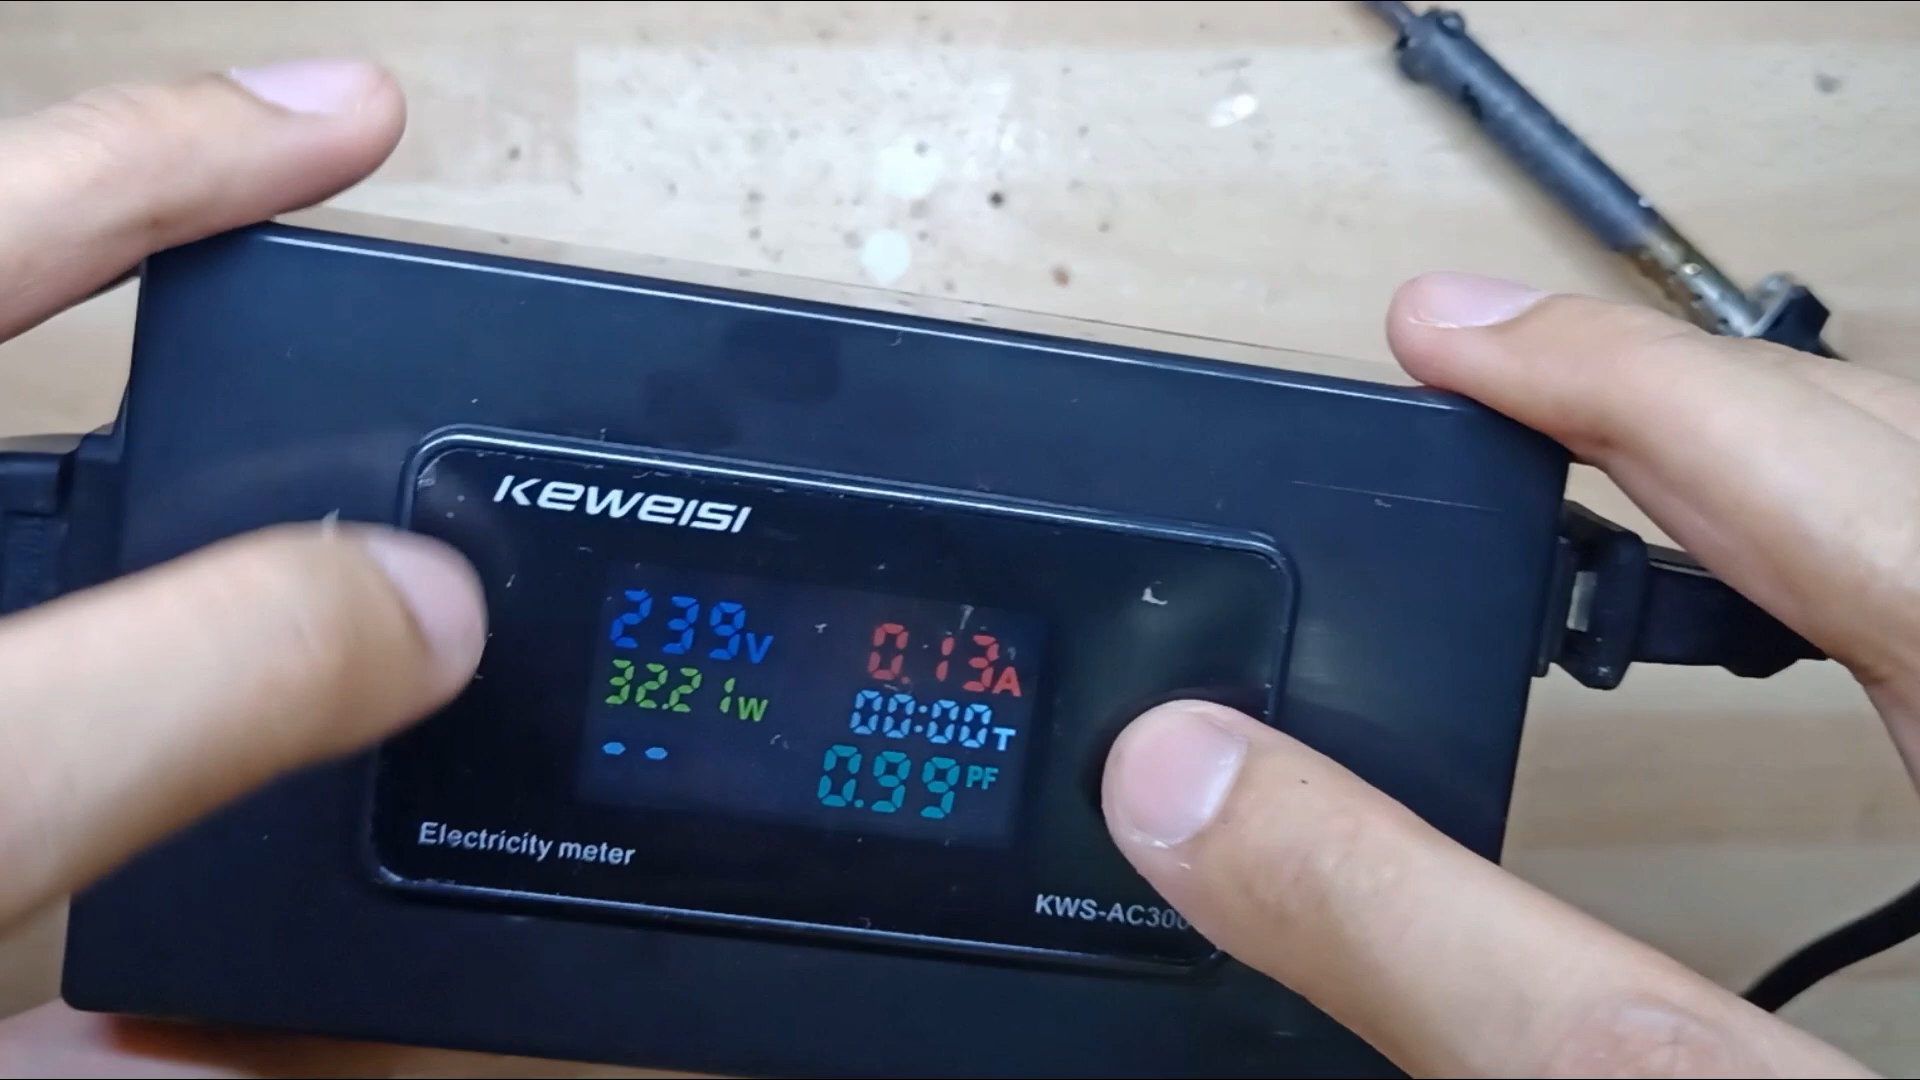 KEWEISI
239V 0.13A
32.21W 00:00T
-- 0.99PF
Electricity meter
KWS-AC300